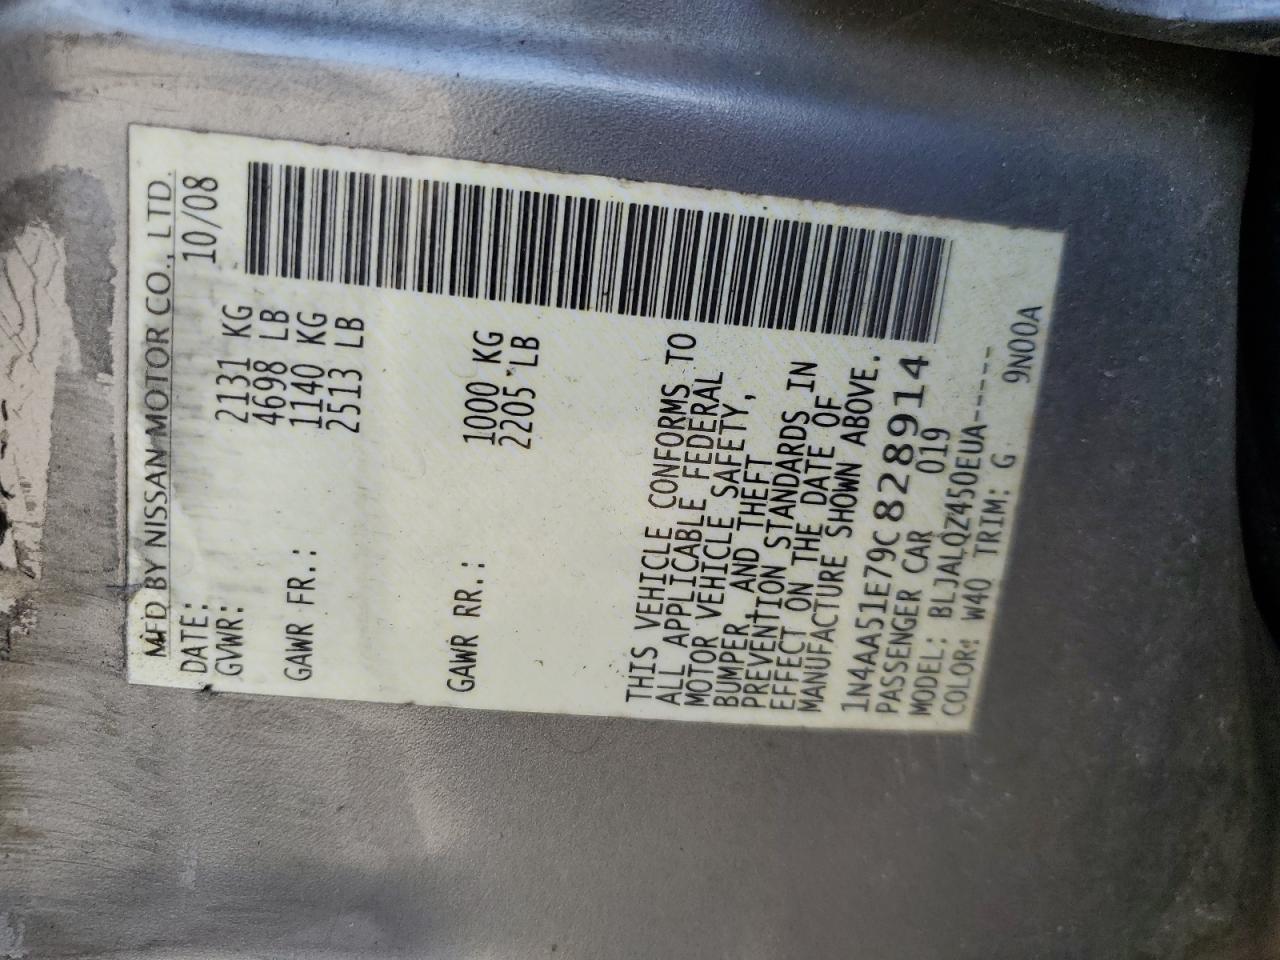 MFD BY NISSAN MOTOR CO., LTD.
DATE: 10/08
GVWR: 2131 KG
4698 LB
GAWR FR.: 1140 KG
2513 LB
GAWR RR.: 1000 KG
2205 LB
THIS VEHICLE CONFORMS TO
ALL APPLICABLE FEDERAL
MOTOR VEHICLE SAFETY,
BUMPER AND THEFT
PREVENTION STANDARDS IN
EFFECT ON THE DATE OF
MANUFACTURE SHOWN ABOVE.
1N4AA51E79C828914
PASSENGER CAR 019
MODEL: BLJALQZ450EUA-----
COLOR: W40 TRIM: G 9N00A